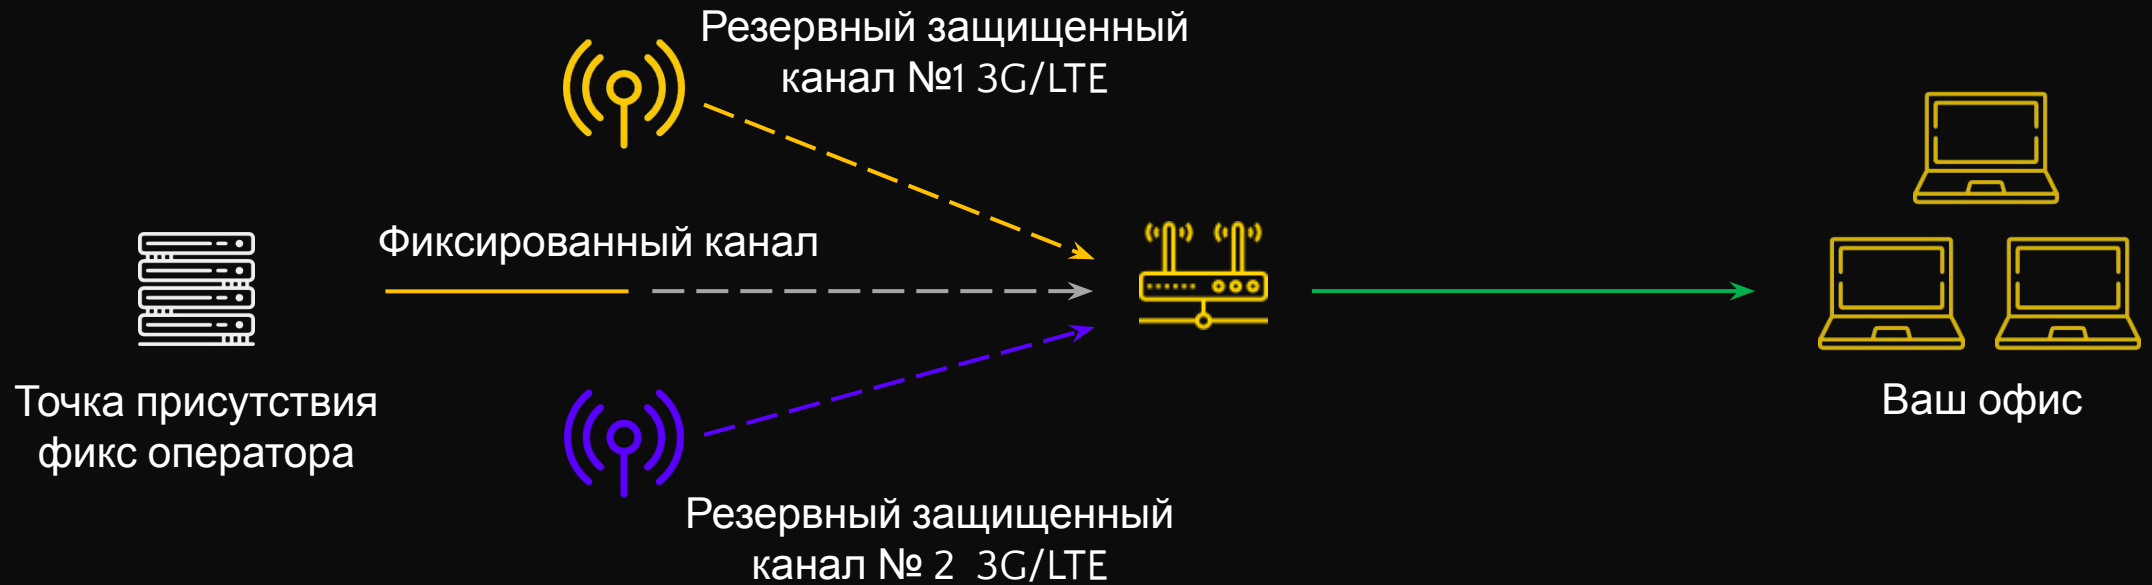 Резервный защищенный
канал №1 3G/LTE
Фиксированный канал
Точка присутствия
фикс оператора
Ваш офис
Резервный защищенный
канал № 2 3G/LTE